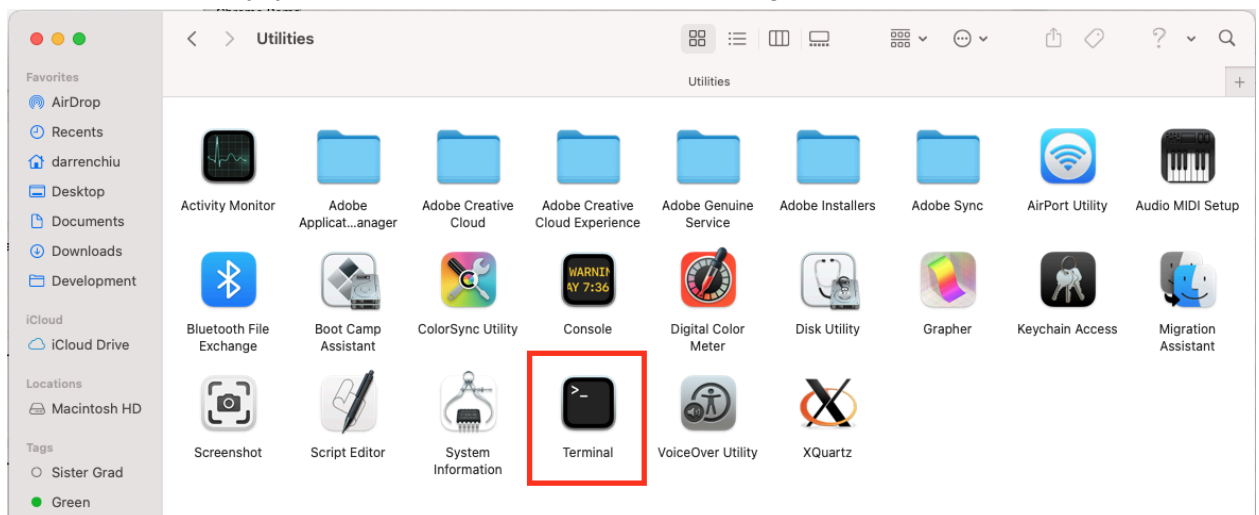 Utilities
Utilities
+
Favorites
AirDrop
Recents
darrenchiu
Desktop
Documents
Downloads
Development
iCloud
iCloud Drive
Locations
Macintosh HD
Tags
Sister Grad
Green
Activity Monitor
Adobe
Applicat...anager
Adobe Creative
Cloud
Adobe Creative
Cloud Experience
Adobe Genuine
Service
Adobe Installers
Adobe Sync
AirPort Utility
Audio MIDI Setup
WARNIN
AY 7:36
Bluetooth File
Exchange
Boot Camp
Assistant
ColorSync Utility
Console
Digital Color
Meter
Disk Utility
Grapher
Keychain Access
Migration
Assistant
>_
Screenshot
Script Editor
System
Information
Terminal
VoiceOver Utility
XQuartz